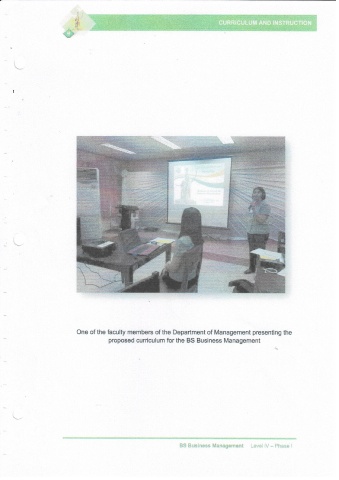 CURRICULUM AND INSTRUCTION
One of the faculty members of the Department of Management presenting the
proposed curriculum for the BS Business Management
BS Business Management Level IV – Phase I